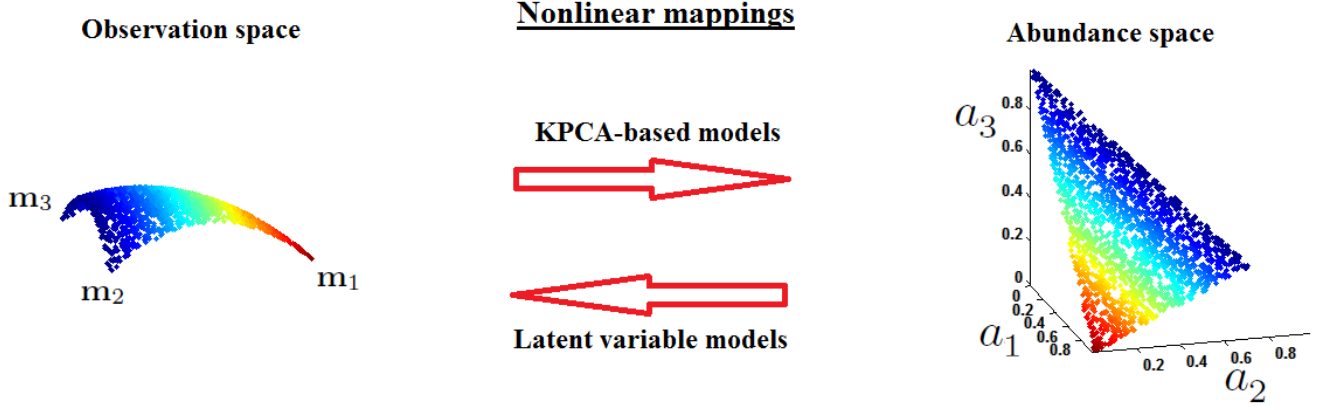 Nonlinear mappings
Observation space
Abundance space
KPCA-based models
Latent variable models
m3
m2
m1
a3
0.8
0.6
0.4
0.2
0
0
0.2
0.4
0.6
0.8
a1
0.2
0.4
0.6
0.8
a2